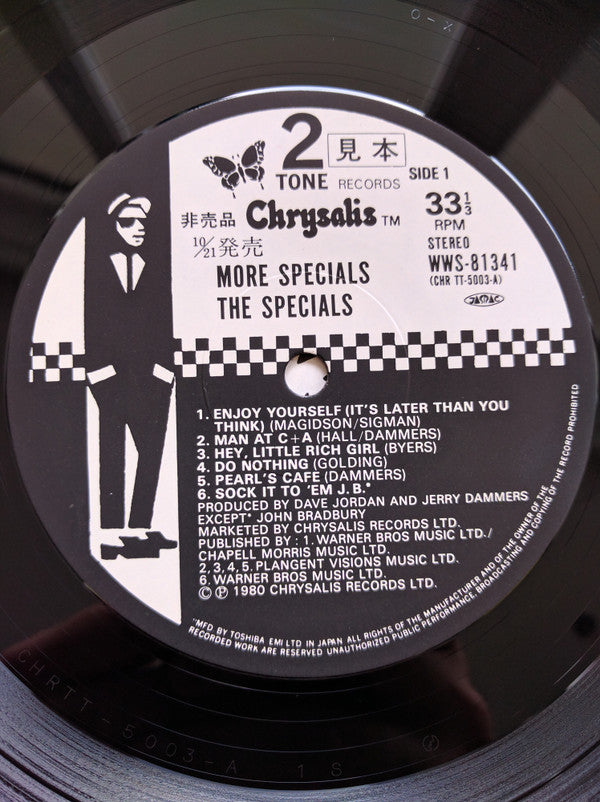 O-X
2
見本
TONE RECORDS
SIDE 1
非売品 Chrysalis TM
10/21発売
33 1/3
RPM
STEREO
WWS-81341
(CHR TT-5003-A)
MORE SPECIALS
THE SPECIALS
1. ENJOY YOURSELF (IT'S LATER THAN YOU
THINK) (MAGIDSON/SIGMAN)
2. MAN AT C+A (HALL/DAMMERS)
3. HEY, LITTLE RICH GIRL (BYERS)
4. DO NOTHING (GOLDING)
5. PEARL'S CAFE (DAMMERS)
6. SOCK IT TO 'EM J.B.*
PRODUCED BY DAVE JORDAN AND JERRY DAMMERS
EXCEPT* JOHN BRADBURY
MARKETED BY CHRYSALIS RECORDS LTD.
PUBLISHED BY : 1. WARNER BROS MUSIC LTD./
CHAPELL MORRIS MUSIC LTD.
2, 3, 4, 5. PLANGENT VISIONS MUSIC LTD.
6. WARNER BROS MUSIC LTD.
© ℗ 1980 CHRYSALIS RECORDS LTD.
"MFD BY TOSHIBA EMI LTD IN JAPAN ALL RIGHTS OF THE MANUFACTURER AND OF THE OWNER OF THE
RECORDED WORK ARE RESERVED UNAUTHORIZED PUBLIC PERFORMANCE, BROADCASTING AND COPYING OF THE RECORD PROHIBITED
CHRTT-5003-A 1S